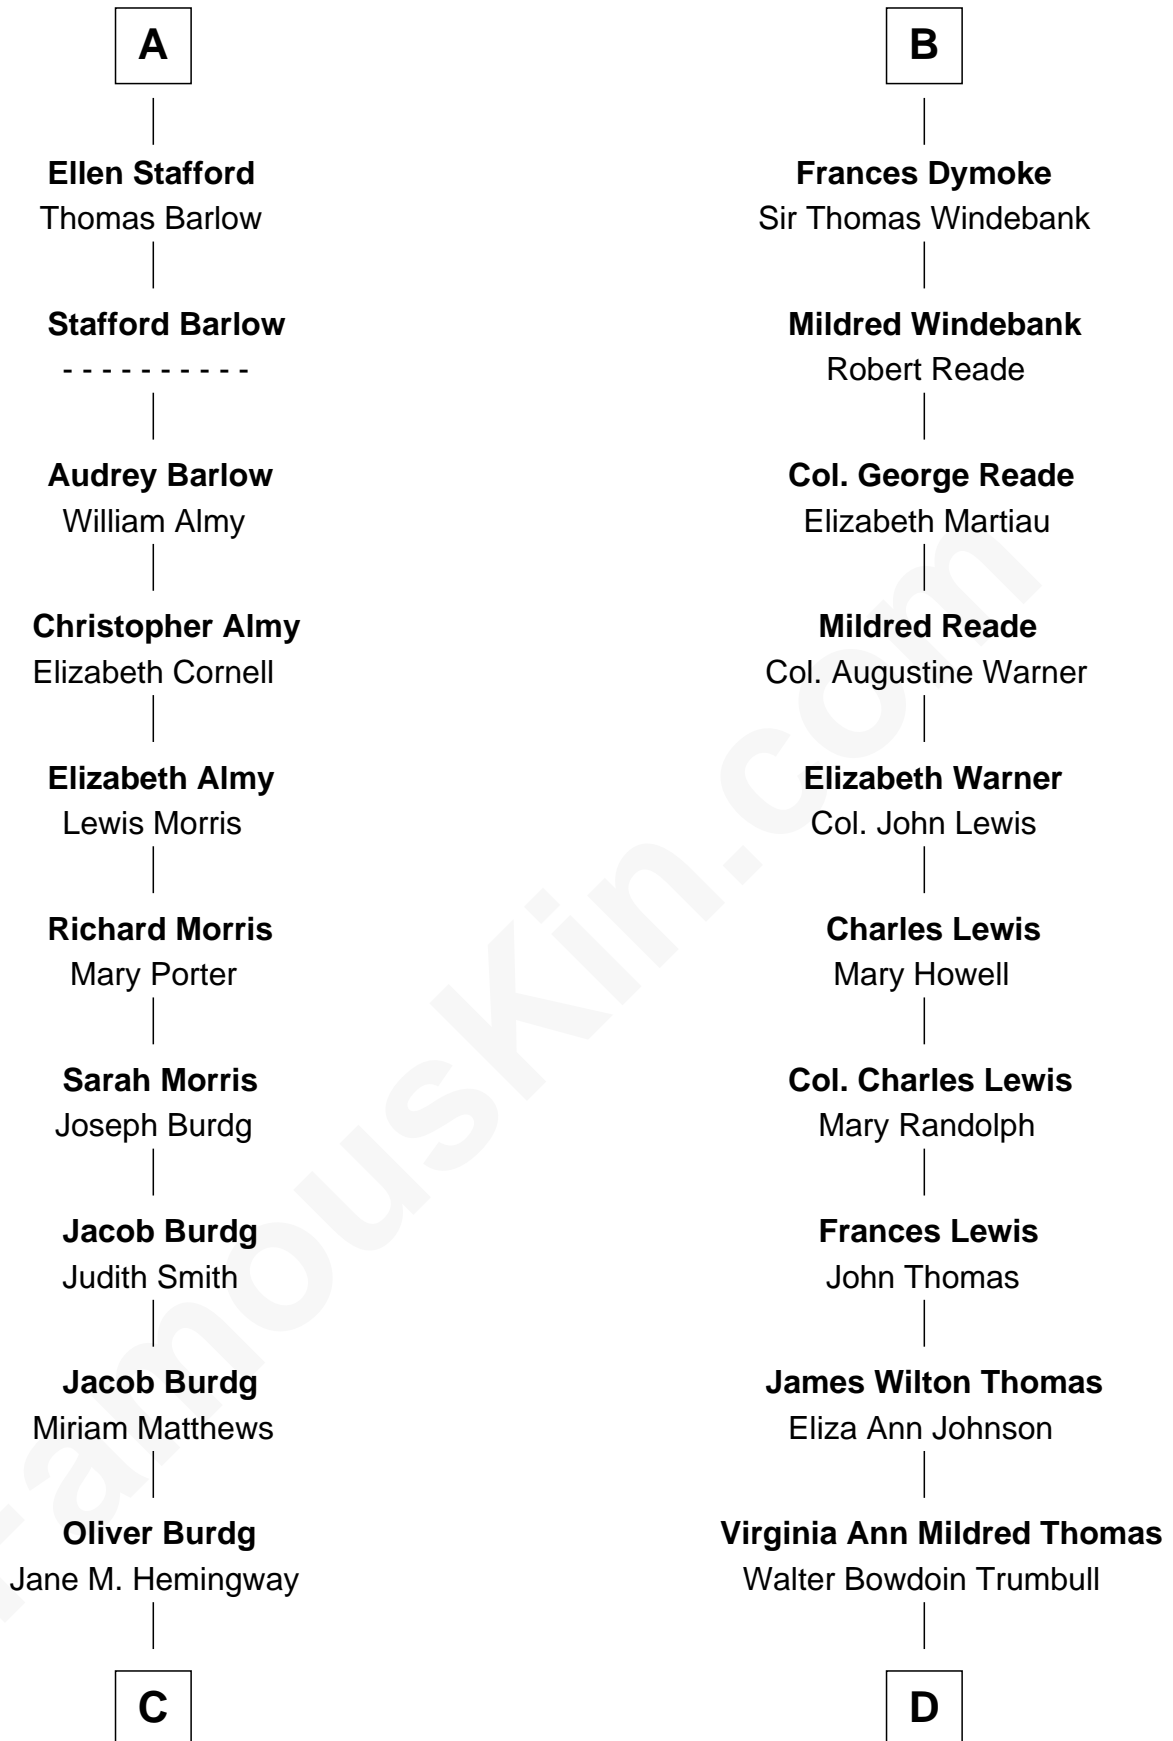 A
Ellen Stafford
Thomas Barlow
Stafford Barlow
- - - - - - - - - -
Audrey Barlow
William Almy
Christopher Almy
Elizabeth Cornell
Elizabeth Almy
Lewis Morris
Richard Morris
Mary Porter
Sarah Morris
Joseph Burdg
Jacob Burdg
Judith Smith
Jacob Burdg
Miriam Matthews
Oliver Burdg
Jane M. Hemingway
C
B
Frances Dymoke
Sir Thomas Windebank
Mildred Windebank
Robert Reade
Col. George Reade
Elizabeth Martiau
Mildred Reade
Col. Augustine Warner
Elizabeth Warner
Col. John Lewis
Charles Lewis
Mary Howell
Col. Charles Lewis
Mary Randolph
Frances Lewis
John Thomas
James Wilton Thomas
Eliza Ann Johnson
Virginia Ann Mildred Thomas
Walter Bowdoin Trumbull
D
FamousKin.com